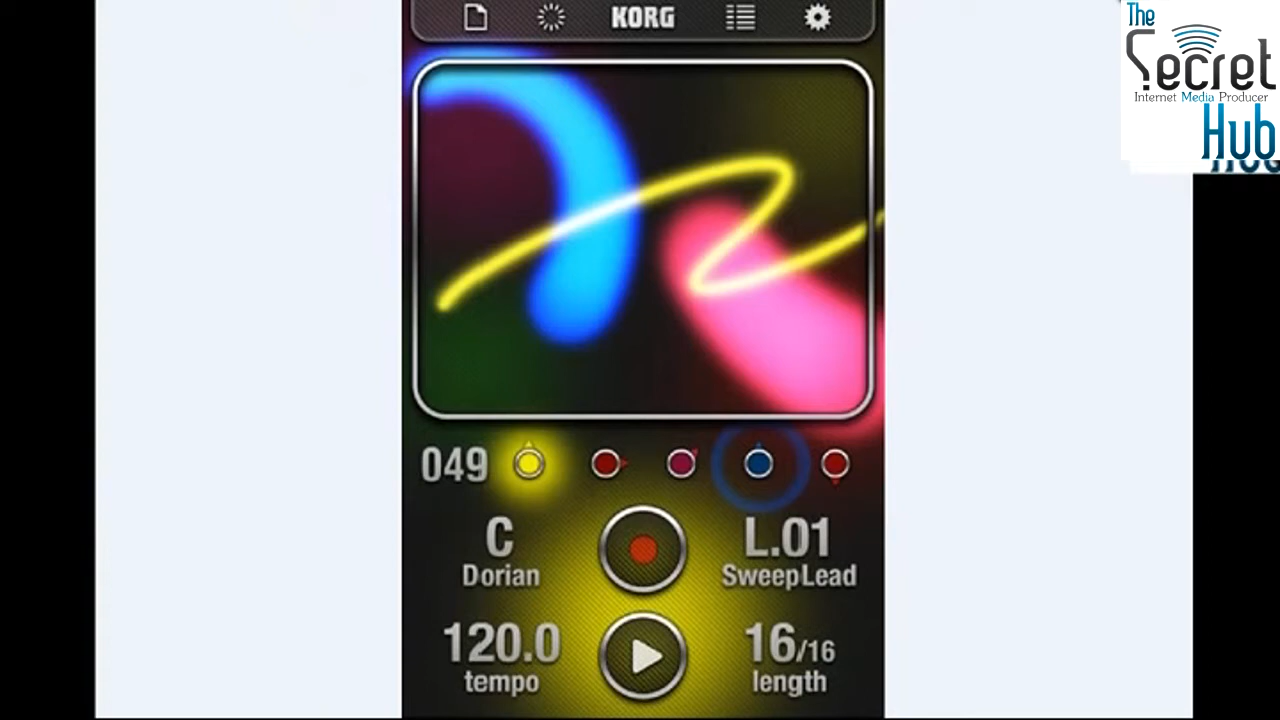 KORG
The
Secret
Internet Media Producer
Hub
049
C
Dorian
L.01
SweepLead
120.0
tempo
16/16
length